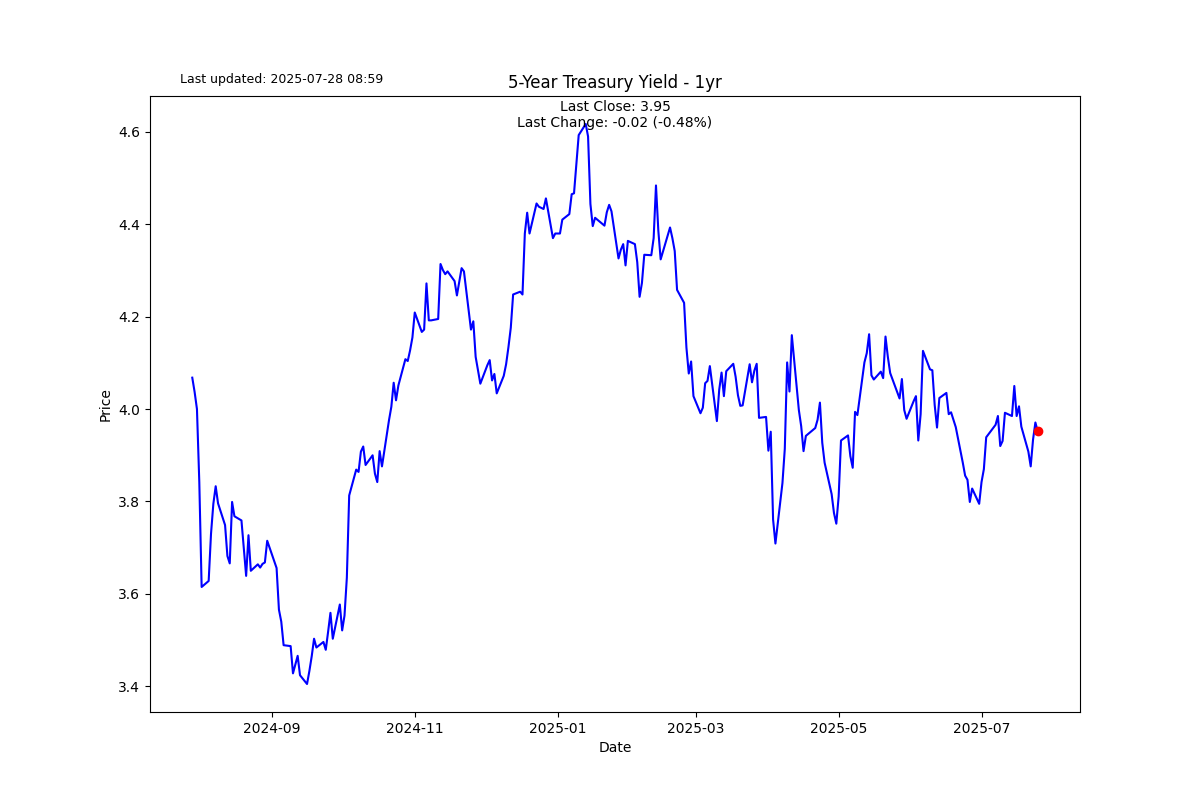 Last updated: 2025-07-28 08:59
5-Year Treasury Yield - 1yr
Last Close: 3.95
Last Change: -0.02 (-0.48%)
4.6
4.4
4.2
4.0
3.8
3.6
3.4
Price
2024-09
2024-11
2025-01
2025-03
2025-05
2025-07
Date